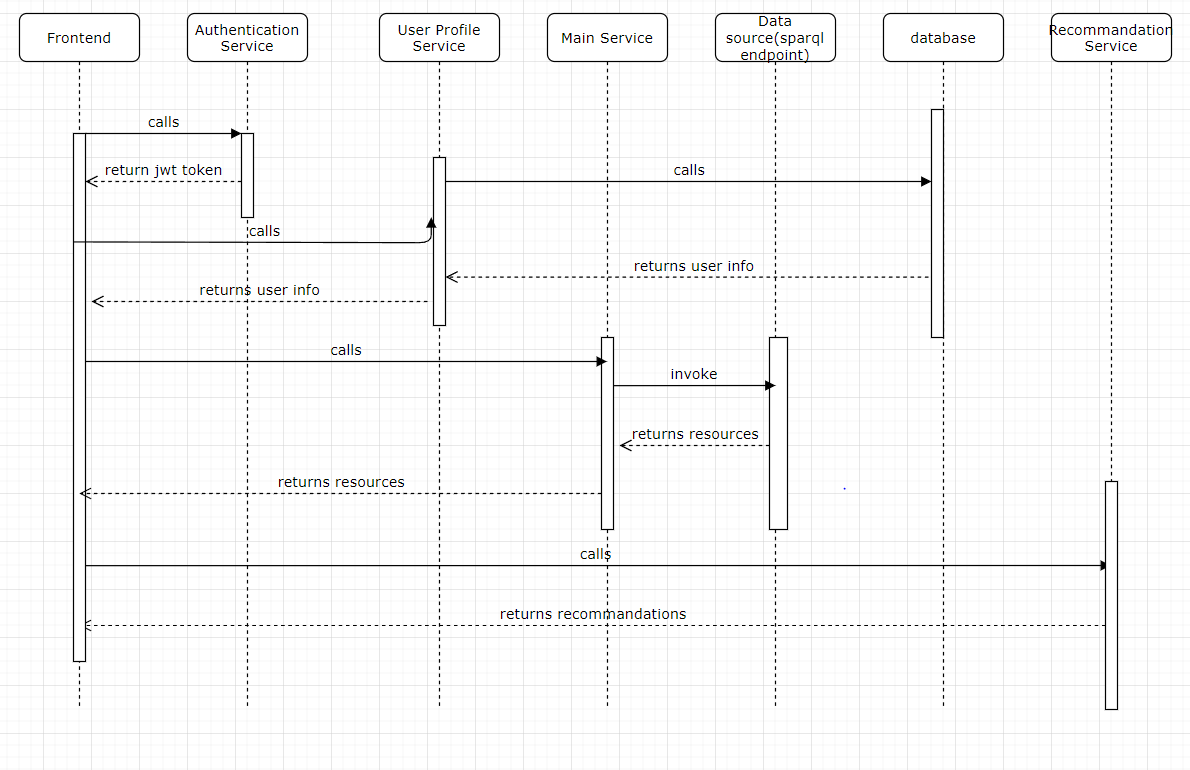 Frontend
Authentication
Service
User Profile
Service
Main Service
Data
source(sparql
endpoint)
database
Recommandation
Service
calls
return jwt token
calls
calls
returns user info
returns user info
calls
invoke
returns resources
returns resources
calls
returns recommandations